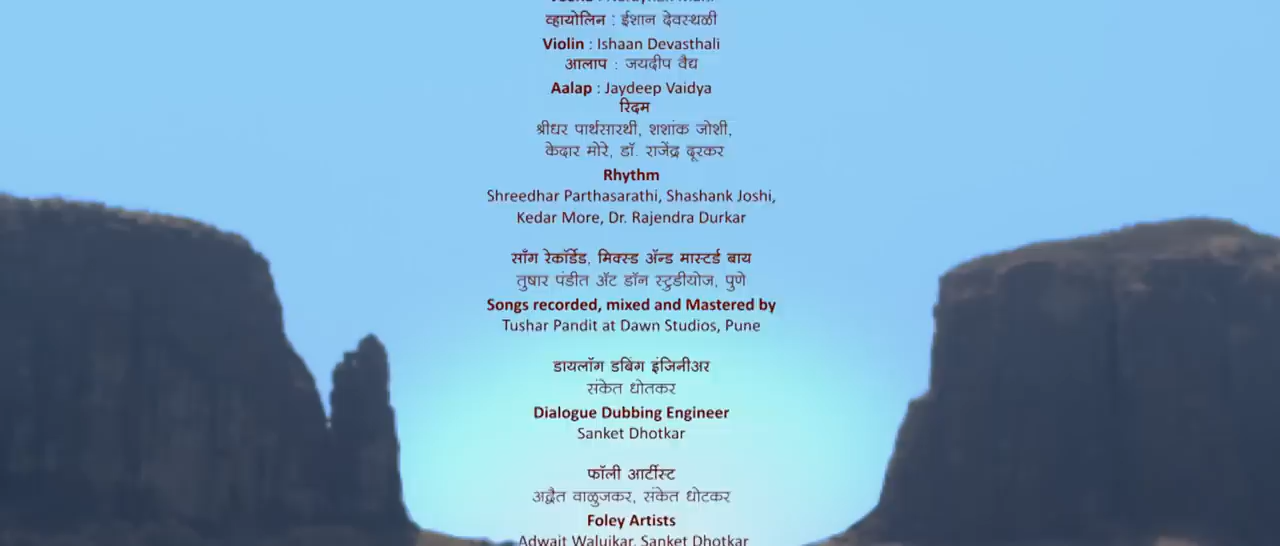 व्हायोलिन : ईशान देवस्थळी
Violin : Ishaan Devasthali
आलाप : जयदीप वैद्य
Aalap : Jaydeep Vaidya
रिदम
श्रीधर पार्थसारथी, शशांक जोशी,
केदार मोरे, डॉ. राजेंद्र दूरकर
Rhythm
Shreedhar Parthasarathi, Shashank Joshi,
Kedar More, Dr. Rajendra Durkar
साँग रेकॉर्डेड, मिक्स्ड ॲन्ड मास्टर्ड बाय
तुषार पंडीत ॲट डॉन स्टुडीयोज, पुणे
Songs recorded, mixed and Mastered by
Tushar Pandit at Dawn Studios, Pune
डायलॉग डबिंग इंजिनीअर
संकेत धोतकर
Dialogue Dubbing Engineer
Sanket Dhotkar
फॉली आर्टीस्ट
अद्वैत वाळुजकर, संकेत धोटकर
Foley Artists
Adwait Walujkar, Sanket Dhotkar